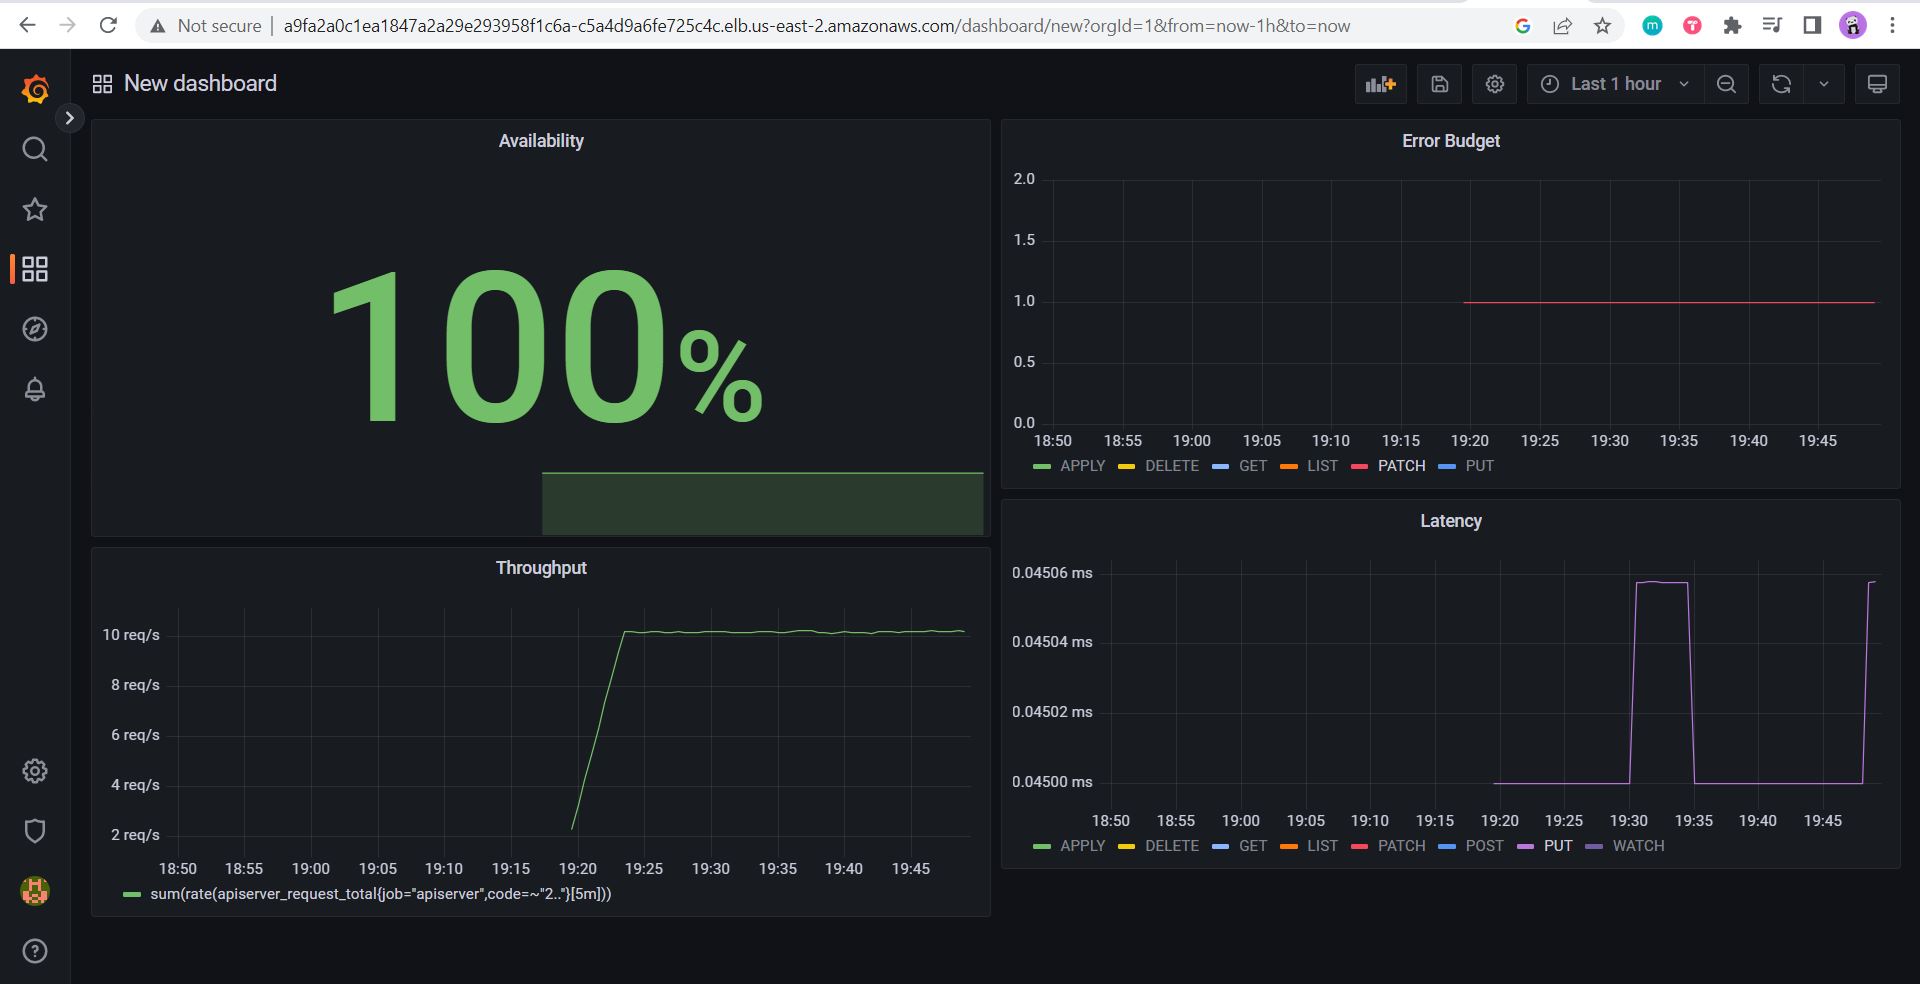 Not secure | a9fa2a0c1ea1847a2a29e293958f1c6a-c5a4d9a6fe725c4c.elb.us-east-2.amazonaws.com/dashboard/new?orgId=1&from=now-1h&to=now
New dashboard
Last 1 hour
Availability
100%
Error Budget
2.0
1.5
1.0
0.5
0.0
18:50 18:55 19:00 19:05 19:10 19:15 19:20 19:25 19:30 19:35 19:40 19:45
APPLY DELETE GET LIST PATCH PUT
Throughput
10 req/s
8 req/s
6 req/s
4 req/s
2 req/s
18:50 18:55 19:00 19:05 19:10 19:15 19:20 19:25 19:30 19:35 19:40 19:45
sum(rate(apiserver_request_total{job="apiserver",code=~"2.."}[5m]))
Latency
0.04506 ms
0.04504 ms
0.04502 ms
0.04500 ms
18:50 18:55 19:00 19:05 19:10 19:15 19:20 19:25 19:30 19:35 19:40 19:45
APPLY DELETE GET LIST PATCH POST PUT WATCH